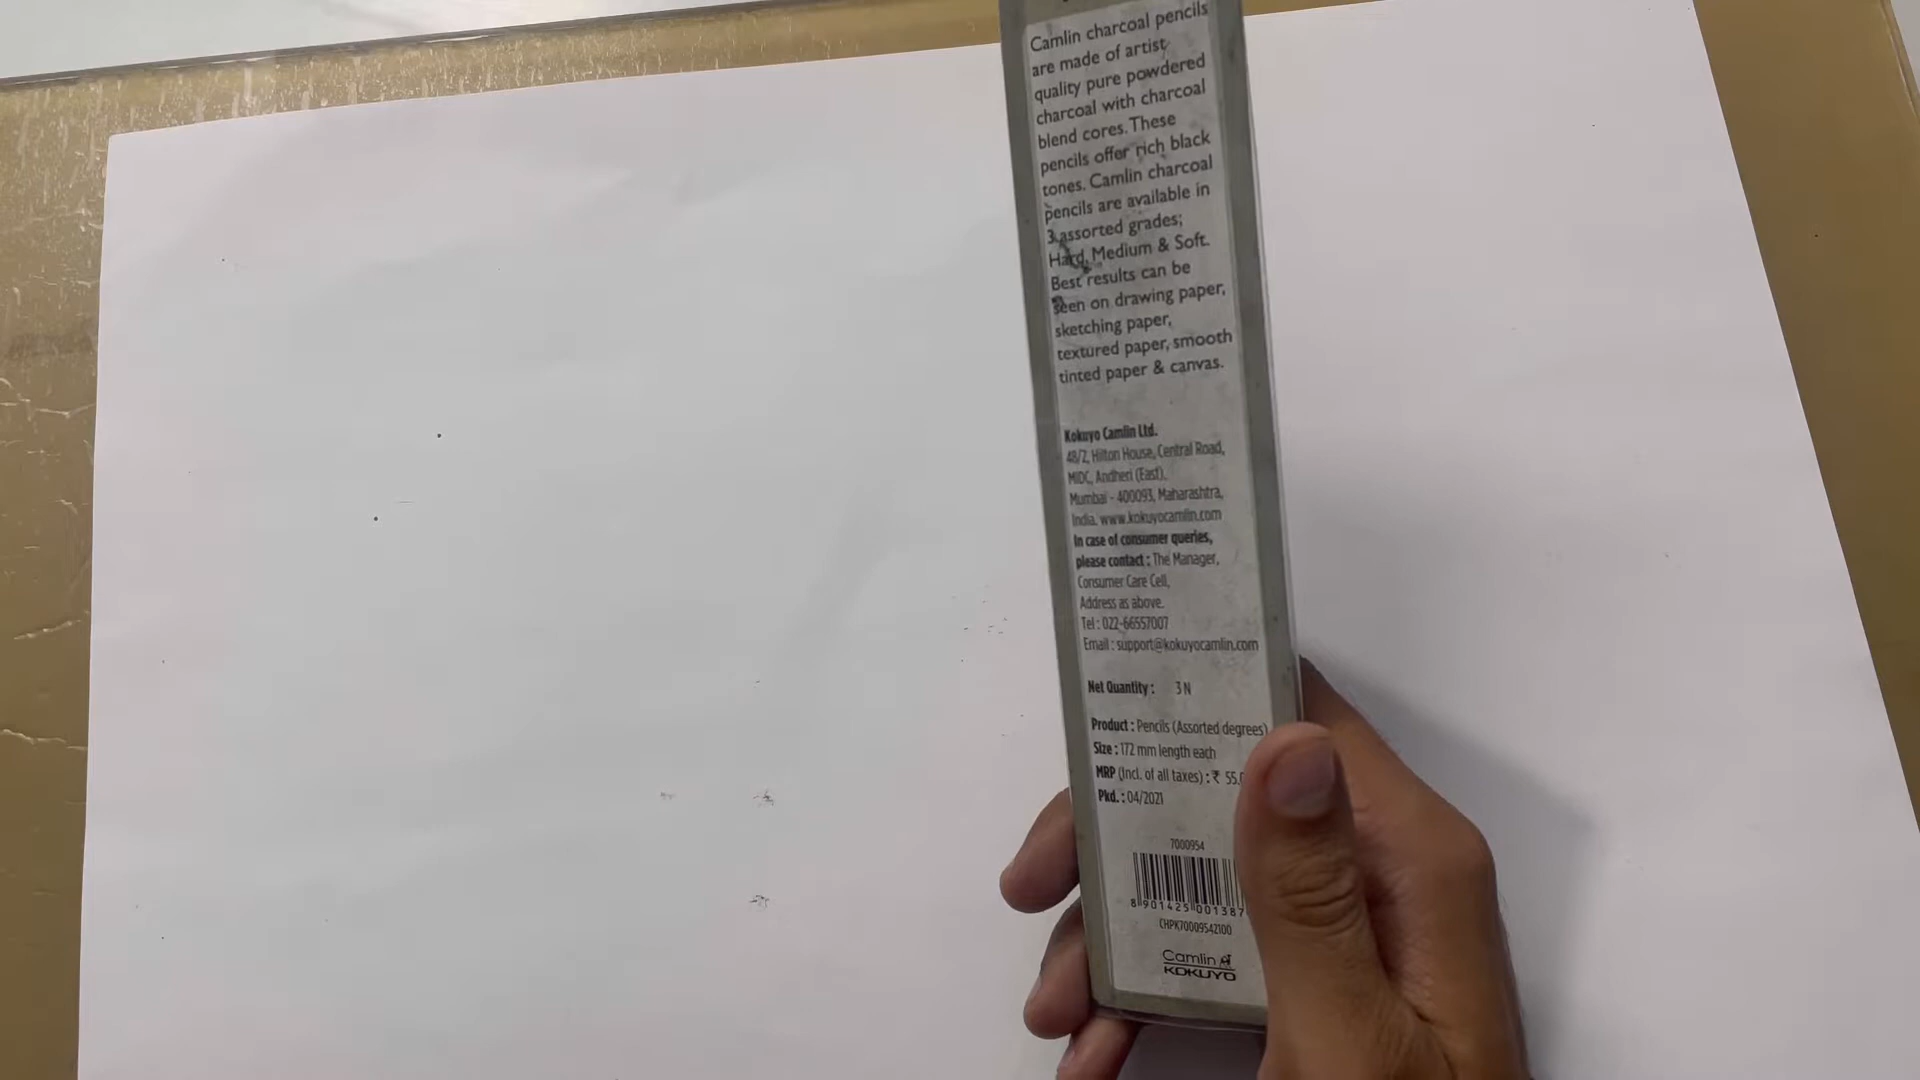 Camlin charcoal pencils
are made of artist
quality pure powdered
charcoal with charcoal
blend cores. These
pencils offer rich black
tones. Camlin charcoal
pencils are available in
3 assorted grades;
Hard, Medium & Soft.
Best results can be
seen on drawing paper,
sketching paper,
textured paper, smooth
tinted paper & canvas.
Kokuyo Camlin Ltd.
48/2, Hilton House, Central Road,
MIDC, Andheri (East),
Mumbai - 400093, Maharashtra,
India. www.kokuyocamlin.com
In case of consumer queries,
please contact : The Manager,
Consumer Care Cell,
Address as above.
Tel : 022-66557007
Email : support@kokuyocamlin.com
Net Quantity : 3 N
Product : Pencils (Assorted degrees)
Size : 172 mm length each
MRP (Incl. of all taxes) : ₹ 55.
Pkd. : 04/2021
7000954
8 901425 001387
CHPK70009542100
Camlin
KOKUYO